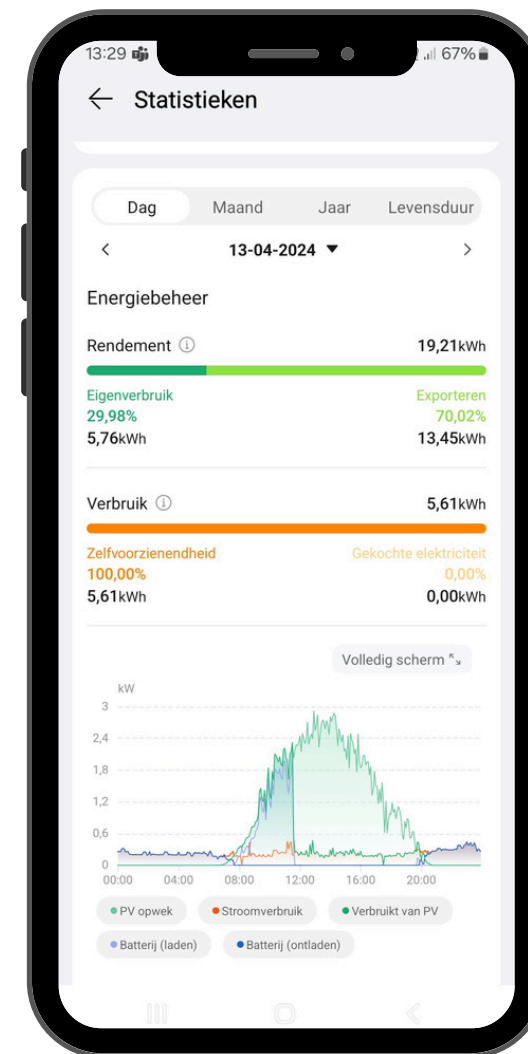 13:29 67%
Statistieken
Dag Maand Jaar Levensduur
13-04-2024
Energiebeheer
Rendement 19,21kWh
Eigenverbruik Exporteren
29,98% 70,02%
5,76kWh 13,45kWh
Verbruik 5,61kWh
Zelfvoorzienendheid Gekochte elektriciteit
100,00% 0,00%
5,61kWh 0,00kWh
Volledig scherm
kW
3
2,4
1,8
1,2
0,6
0
00:00 04:00 08:00 12:00 16:00 20:00
PV opwek Stroomverbruik Verbruikt van PV
Batterij (laden) Batterij (ontladen)